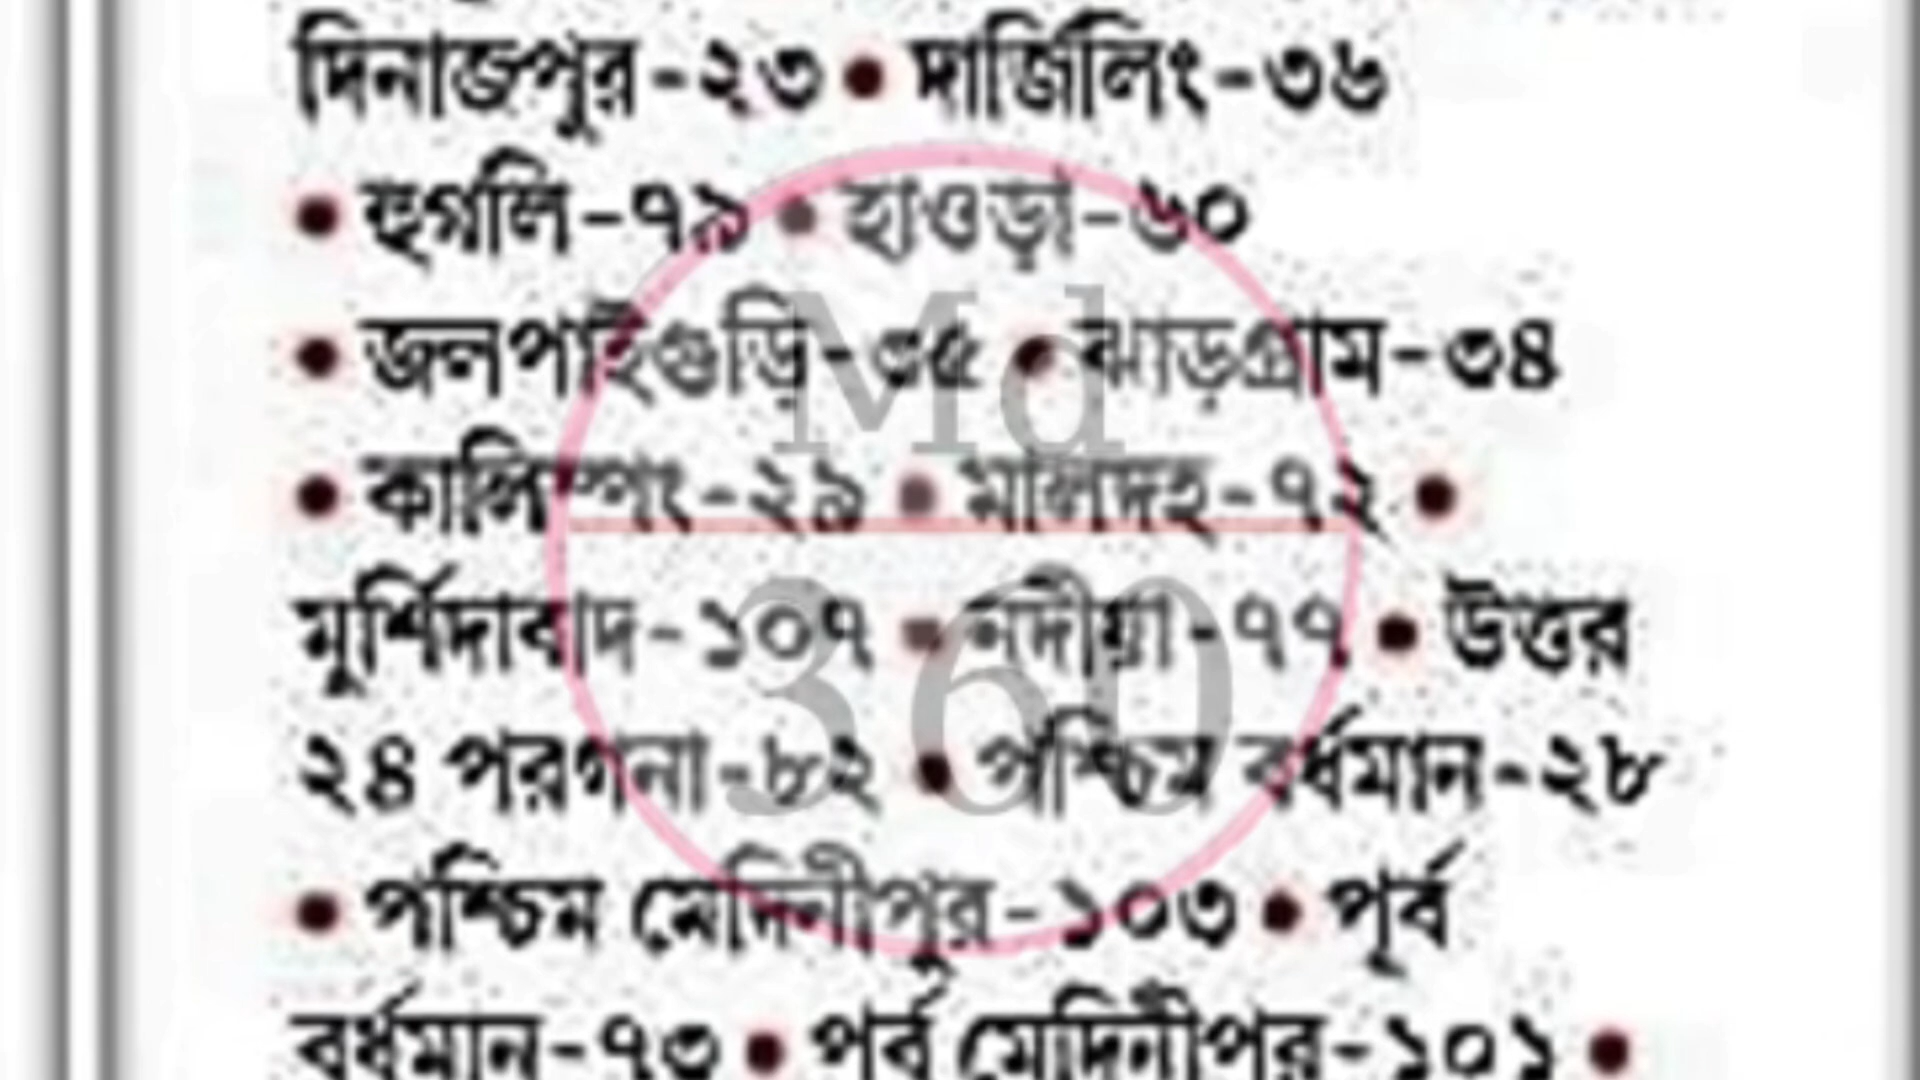 দিনাজপুর-২৩ ● দার্জিলিং-৩৬
● হুগলি-৭৯ ● হাওড়া-৬০
● জলপাইগুড়ি-৩৫ ● ঝাড়গ্রাম-৩৪
● কালিম্পং-২৯ ● মালদহ-৭২ ●
মুর্শিদাবাদ-১০৭ ● নদীয়া-৭৭ ● উত্তর
২৪ পরগনা-৮২ ● পশ্চিম বর্ধমান-২৮
● পশ্চিম মেদিনীপুর-১০৩ ● পূর্ব
বর্ধমান-৭৩ ● পূর্ব মেদিনীপুর-১০১ ●
Md
360